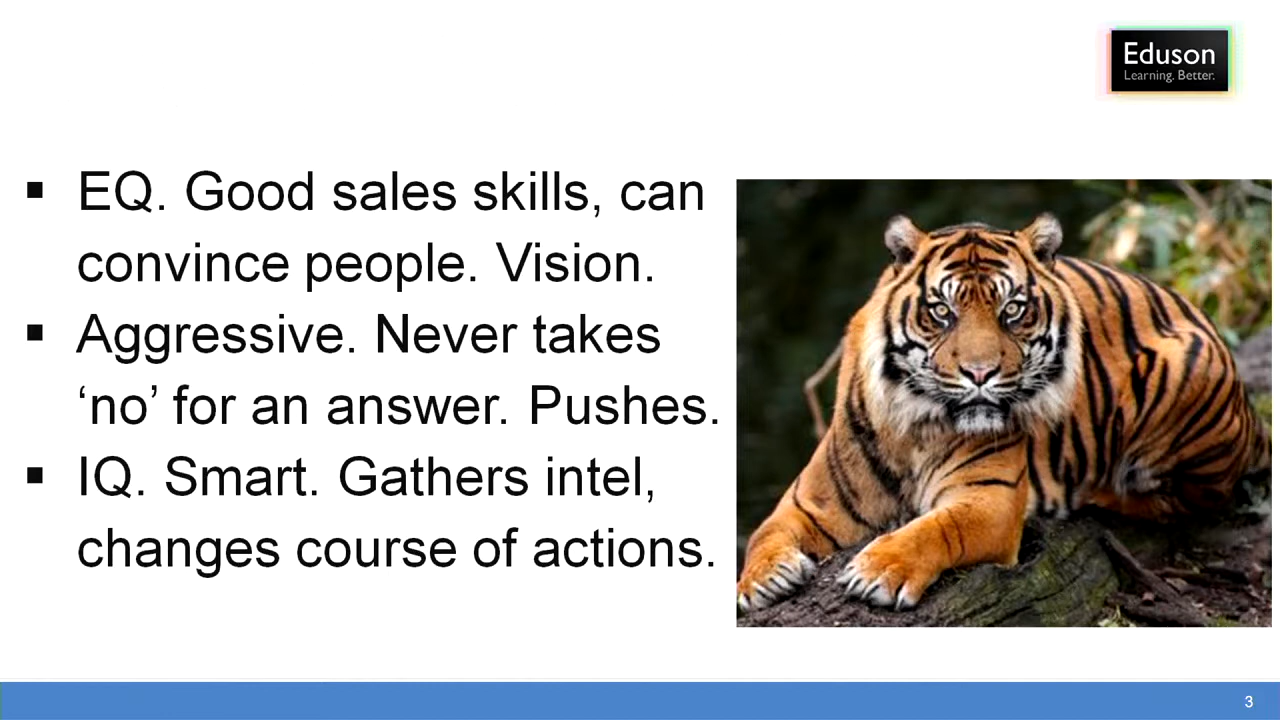 Eduson
Learning. Better.
▪ EQ. Good sales skills, can
convince people. Vision.
▪ Aggressive. Never takes
‘no’ for an answer. Pushes.
▪ IQ. Smart. Gathers intel,
changes course of actions.
3